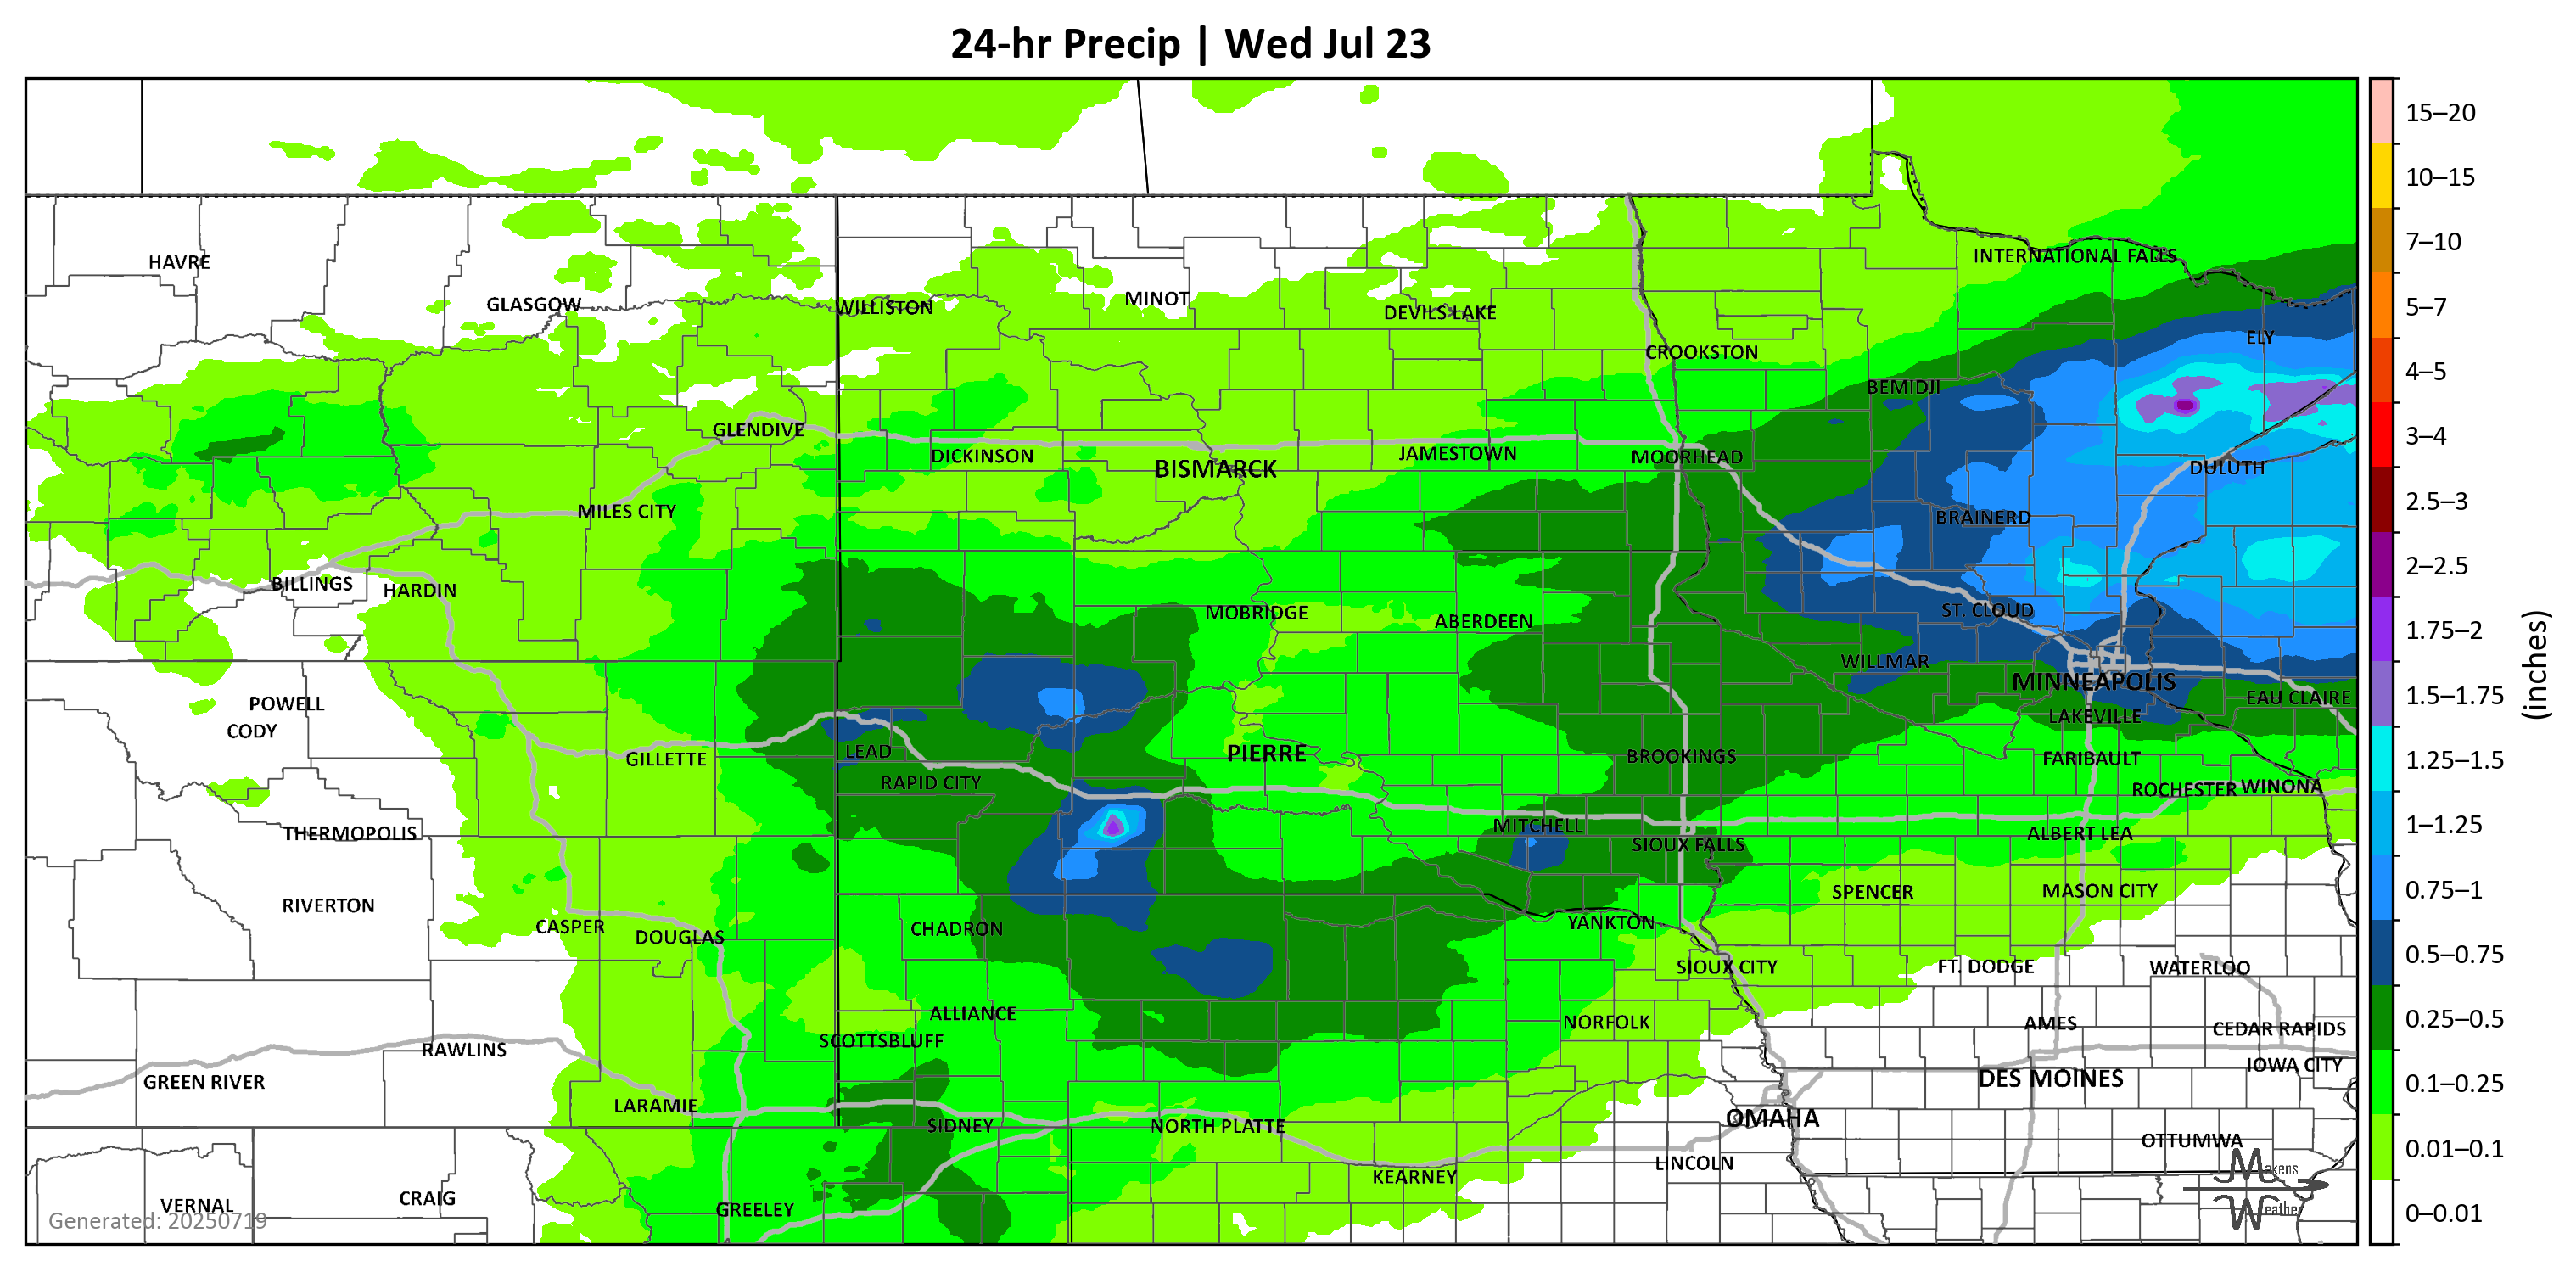 24-hr Precip | Wed Jul 23
15–20
10–15
7–10
5–7
4–5
3–4
2.5–3
2–2.5
1.75–2
1.5–1.75
1.25–1.5
1–1.25
0.75–1
0.5–0.75
0.25–0.5
0.1–0.25
0.01–0.1
0–0.01
(inches)
INTERNATIONAL FALLS
HAVRE
MINOT
GLASGOW
WILLISTON
DEVILS LAKE
ELY
CROOKSTON
BEMIDJI
GLENDIVE
DICKINSON
BISMARCK
JAMESTOWN
MOORHEAD
DULUTH
MILES CITY
BRAINERD
BILLINGS
HARDIN
MOBRIDGE
ABERDEEN
ST. CLOUD
WILLMAR
MINNEAPOLIS
EAU CLAIRE
POWELL
CODY
LAKEVILLE
GILLETTE
LEAD
PIERRE
BROOKINGS
FARIBAULT
RAPID CITY
ROCHESTER
WINONA
THERMOPOLIS
MITCHELL
SIOUX FALLS
ALBERT LEA
RIVERTON
SPENCER
MASON CITY
CASPER
DOUGLAS
CHADRON
YANKTON
SIOUX CITY
FT. DODGE
WATERLOO
ALLIANCE
NORFOLK
AMES
CEDAR RAPIDS
SCOTTSBLUFF
RAWLINS
IOWA CITY
GREEN RIVER
DES MOINES
LARAMIE
SIDNEY
NORTH PLATTE
OMAHA
OTTUMWA
LINCOLN
KEARNEY
VERNAL
CRAIG
GREELEY
Generated: 20250719
Makens
Weather